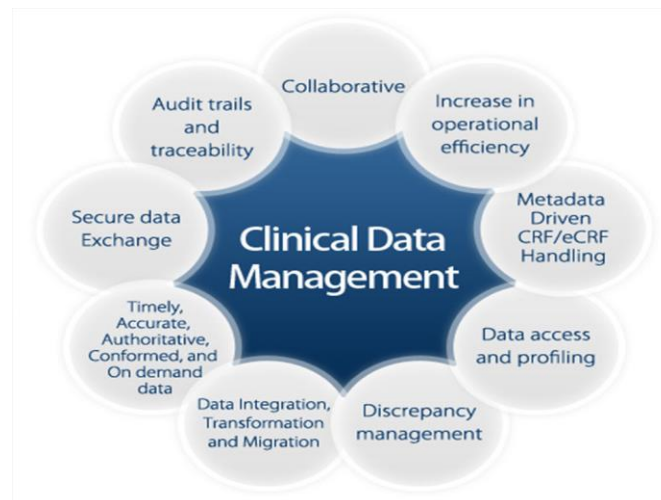 Collaborative
Increase in
operational
efficiency
Metadata
Driven
CRF/eCRF
Handling
Data access
and profiling
Discrepancy
management
Data Integration,
Transformation
and Migration
Timely,
Accurate,
Authoritative,
Conformed, and
On demand
data
Secure data
Exchange
Audit trails
and
traceability
Clinical Data
Management